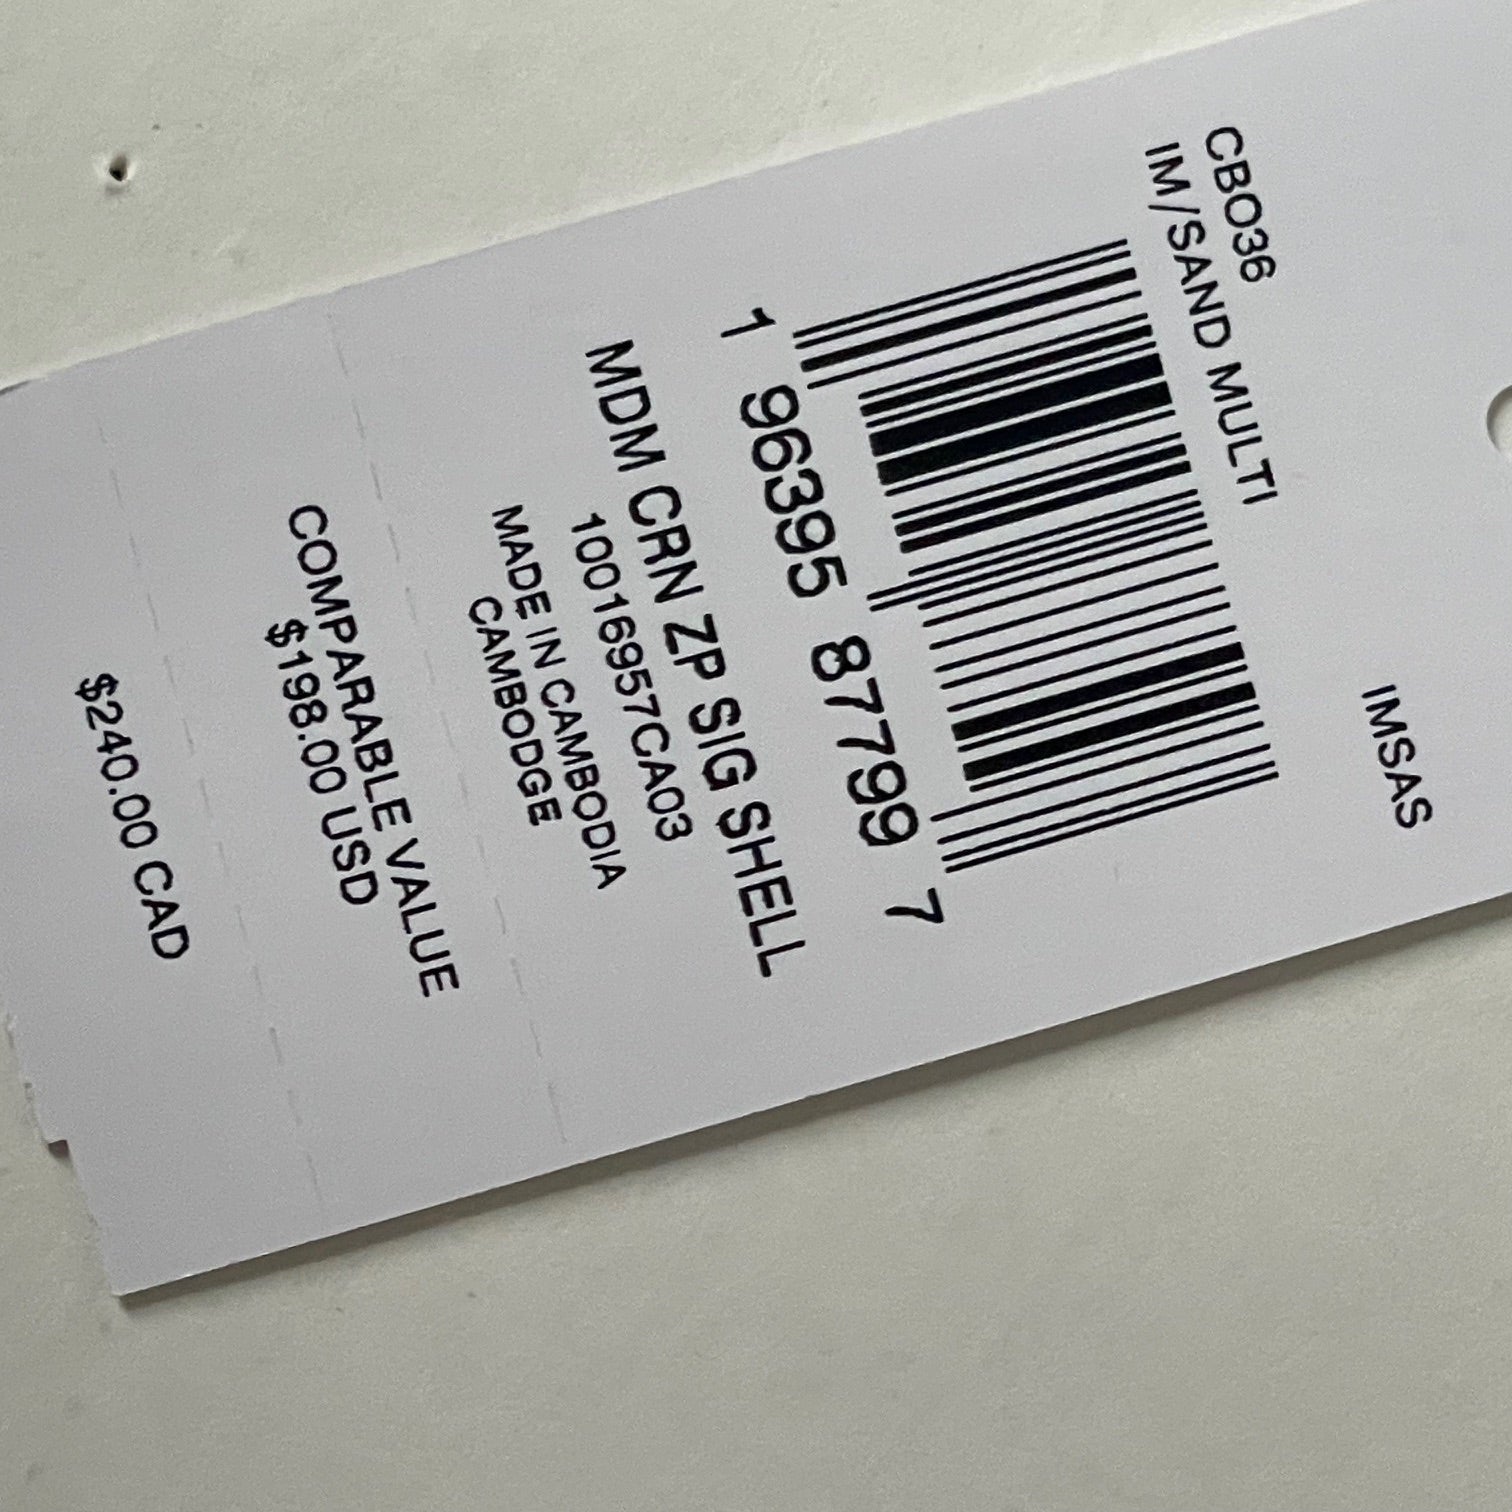 IMSAS
CBO36
IM/SAND MULTI
1 96395 87799 7
MDM CRN ZP SIG SHELL
10016957CA03
MADE IN CAMBODIA
CAMBODGE
COMPARABLE VALUE
$198.00 USD
$240.00 CAD